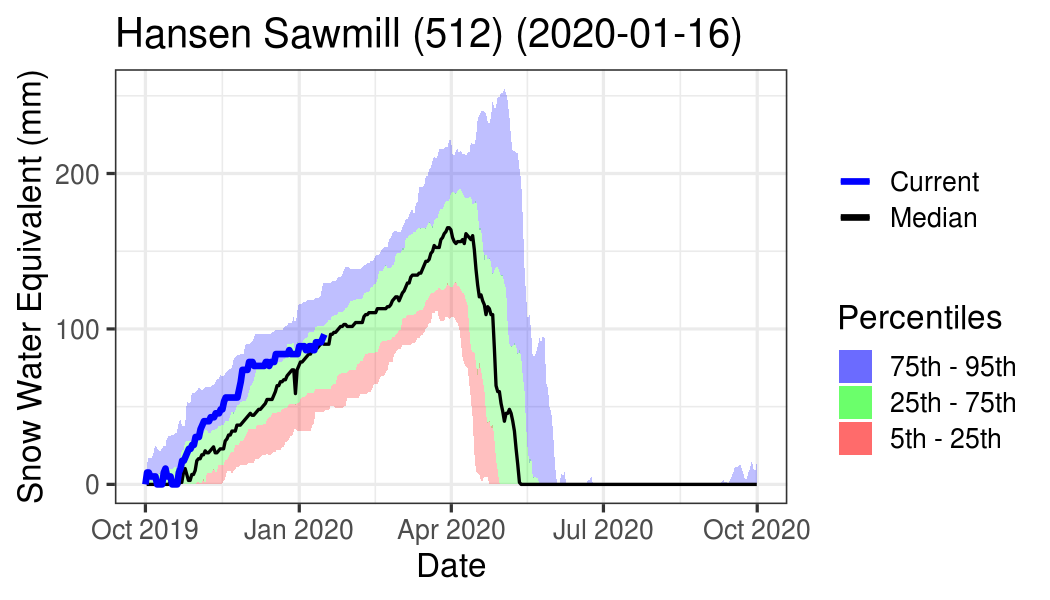 Hansen Sawmill (512) (2020-01-16)
Snow Water Equivalent (mm)
200
100
0
Oct 2019 Jan 2020 Apr 2020 Jul 2020 Oct 2020
Date
Current
Median
Percentiles
75th - 95th
25th - 75th
5th - 25th